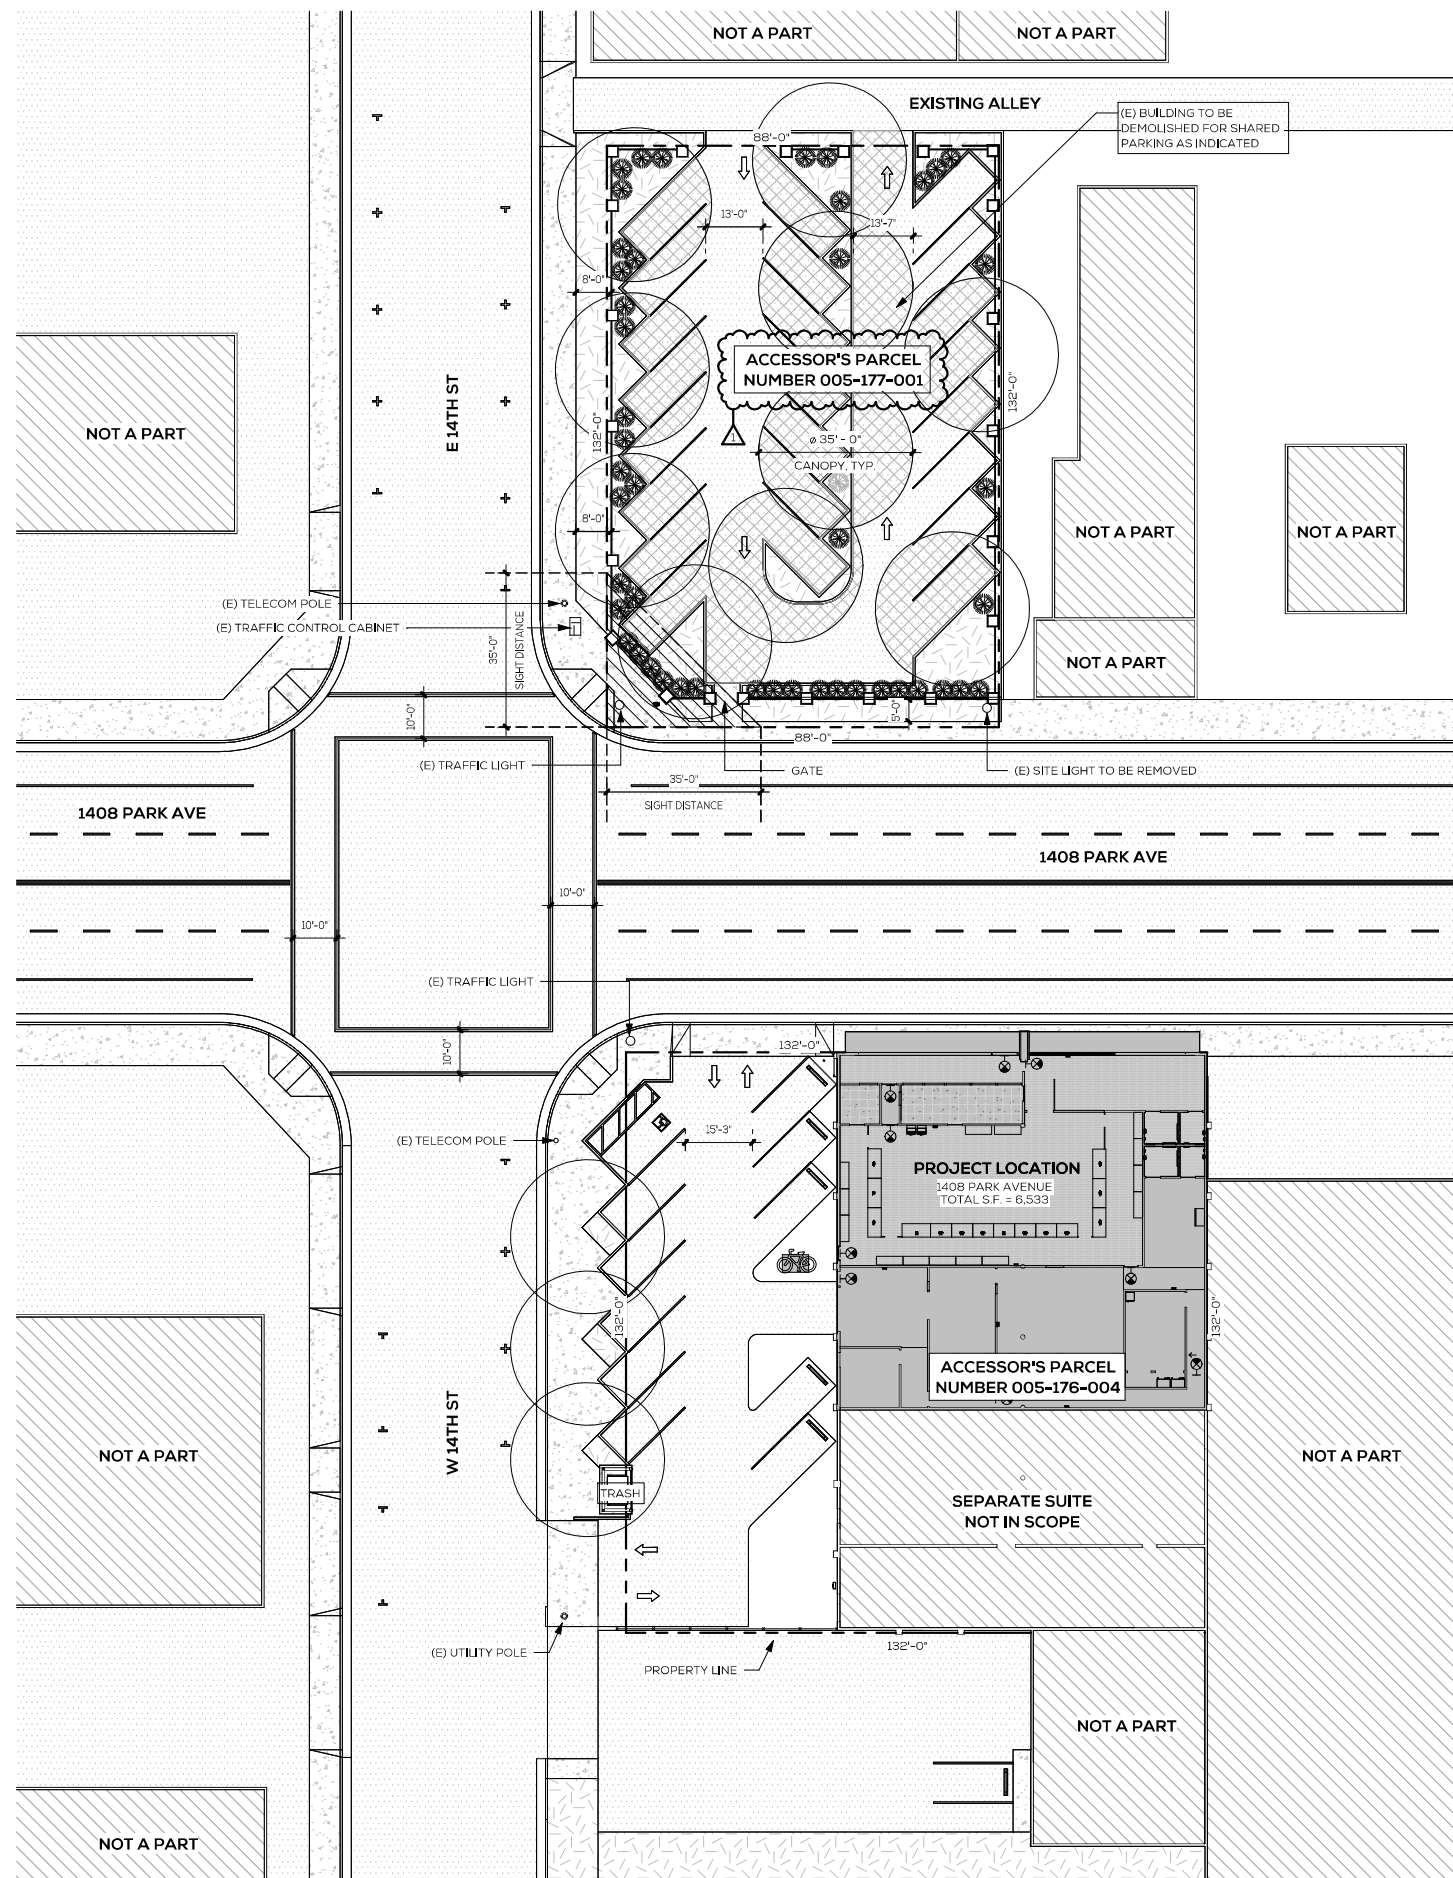 NOT A PART
NOT A PART
EXISTING ALLEY
(E) BUILDING TO BE
DEMOLISHED FOR SHARED
PARKING AS INDICATED
88'-0"
13'-0"
13'-7"
8'-0"
ACCESSOR'S PARCEL
NUMBER 005-177-001
1
132'-0"
132'-0"
E 14TH ST
NOT A PART
ø 35' - 0"
CANOPY, TYP.
8'-0"
NOT A PART
NOT A PART
(E) TELECOM POLE
(E) TRAFFIC CONTROL CABINET
35'-0"
SIGHT DISTANCE
NOT A PART
10'-0"
5'-0"
88'-0"
(E) TRAFFIC LIGHT
GATE
(E) SITE LIGHT TO BE REMOVED
35'-0"
SIGHT DISTANCE
1408 PARK AVE
1408 PARK AVE
10'-0"
10'-0"
(E) TRAFFIC LIGHT
10'-0"
132'-0"
(E) TELECOM POLE
15'-3"
PROJECT LOCATION
1408 PARK AVENUE
TOTAL S.F. = 6,533
132'-0"
132'-0"
ACCESSOR'S PARCEL
NUMBER 005-176-004
W 14TH ST
NOT A PART
NOT A PART
TRASH
SEPARATE SUITE
NOT IN SCOPE
(E) UTILITY POLE
132'-0"
PROPERTY LINE
NOT A PART
NOT A PART